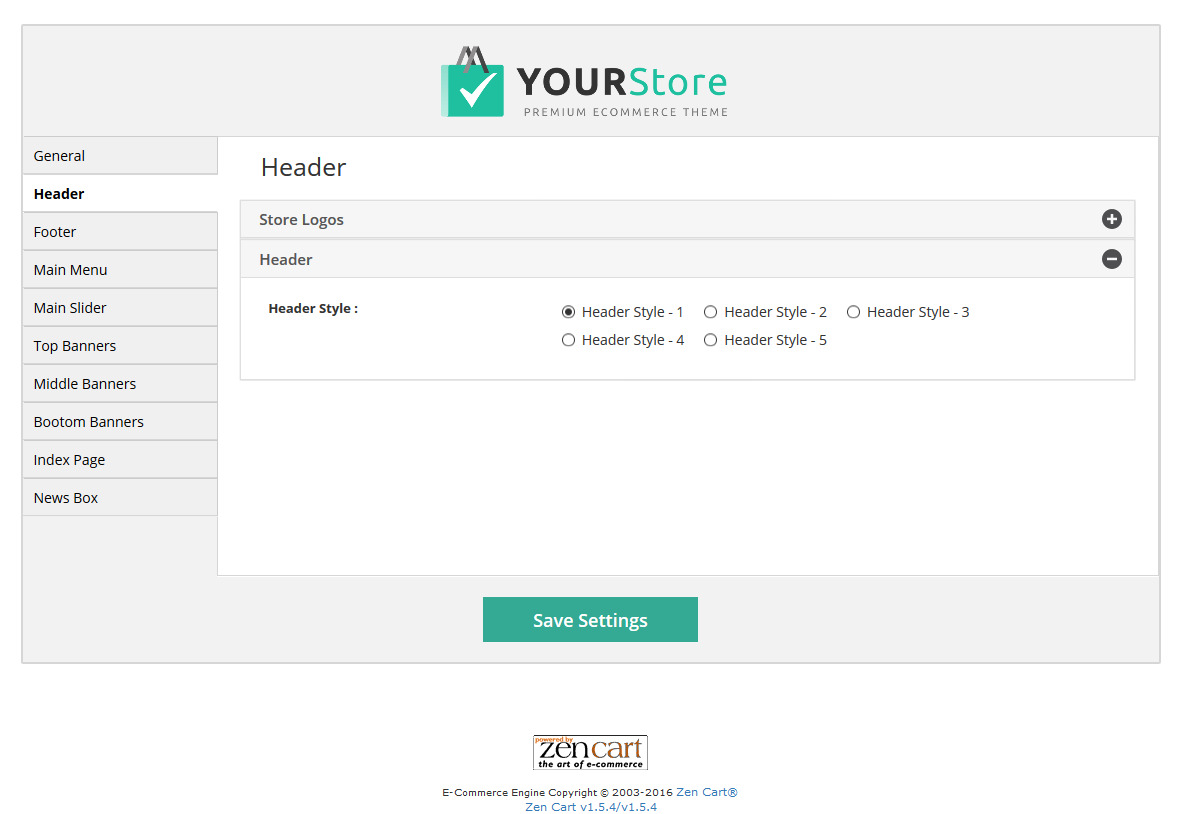 YOURStore
PREMIUM ECOMMERCE THEME
General
Header
Footer
Main Menu
Main Slider
Top Banners
Middle Banners
Bootom Banners
Index Page
News Box
Header
Store Logos
Header
Header Style :
Header Style - 1
Header Style - 2
Header Style - 3
Header Style - 4
Header Style - 5
Save Settings
powered by
zen cart
the art of e-commerce
E-Commerce Engine Copyright © 2003-2016 Zen Cart®
Zen Cart v1.5.4/v1.5.4